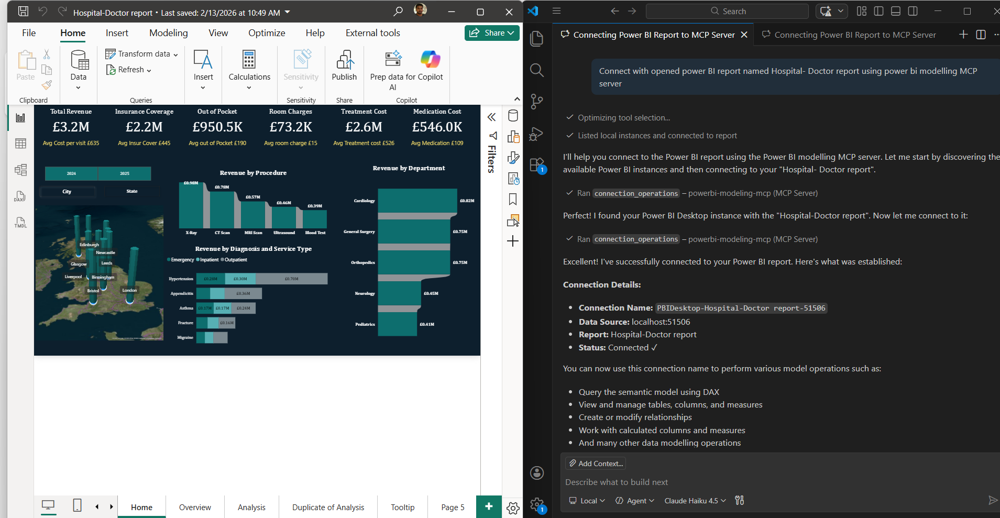 Hospital-Doctor report • Last saved: 2/13/2026 at 10:49 AM
File Home Insert Modeling View Optimize Help External tools Share
Paste
Clipboard
Data
Transform data
Refresh
Queries
Insert
Calculations
Sensitivity
Sensitivity
Publish
Share
Prep data for AI
Copilot
Copilot
Total Revenue
£3.2M
Avg Cost per visit £635
Insurance Coverage
£2.2M
Avg Insur Cover £445
Out of Pocket
£950.5K
Avg out of Pocket £190
Room Charges
£73.2K
Avg room charge £15
Treatment Cost
£2.6M
Avg Treatment cost £526
Medication Cost
£546.0K
Avg Medication £109
Filters
2024 2025
City State
Edinburgh
Newcastle
Glasgow
Leeds
Liverpool
Birmingham
Bristol
London
Revenue by Procedure
£0.98M
£0.78M
£0.57M
£0.46M
£0.39M
X-Ray CT Scan MRI Scan Ultrasound Blood Test
Revenue by Diagnosis and Service Type
Emergency Inpatient Outpatient
Hypertension £0.28M £0.30M £0.70M
Appendicitis £0.36M
Asthma £0.17M £0.17M £0.24M
Fracture £0.16M
Migraine
Revenue by Department
Cardiology £0.82M
General Surgery £0.75M
Orthopedics £0.75M
Neurology £0.45M
Pediatrics £0.41M
DAX
TMDL
Home Overview Analysis Duplicate of Analysis Tooltip Page 5
Search
Connecting Power BI Report to MCP Server
Connecting Power BI Report to MCP Server
Connect with opened power BI report named Hospital- Doctor report using power bi modelling MCP
server
Optimizing tool selection...
Listed local instances and connected to report
I'll help you connect to the Power BI report using the Power BI modelling MCP server. Let me start by discovering the
available Power BI instances and then connecting to your "Hospital- Doctor report".
Ran connection_operations – powerbi-modeling-mcp (MCP Server)
Perfect! I found your Power BI Desktop instance with the "Hospital-Doctor report". Now let me connect to it:
Ran connection_operations – powerbi-modeling-mcp (MCP Server)
Excellent! I've successfully connected to your Power BI report. Here's what was established:
Connection Details:
• Connection Name: PBIDesktop-Hospital-Doctor report-51506
• Data Source: localhost:51506
• Report: Hospital-Doctor report
• Status: Connected ✓
You can now use this connection name to perform various model operations such as:
• Query the semantic model using DAX
• View and manage tables, columns, and measures
• Create or modify relationships
• Work with calculated columns and measures
• And many other data modelling operations
1
1
Add Context...
Describe what to build next
Local Agent Claude Haiku 4.5